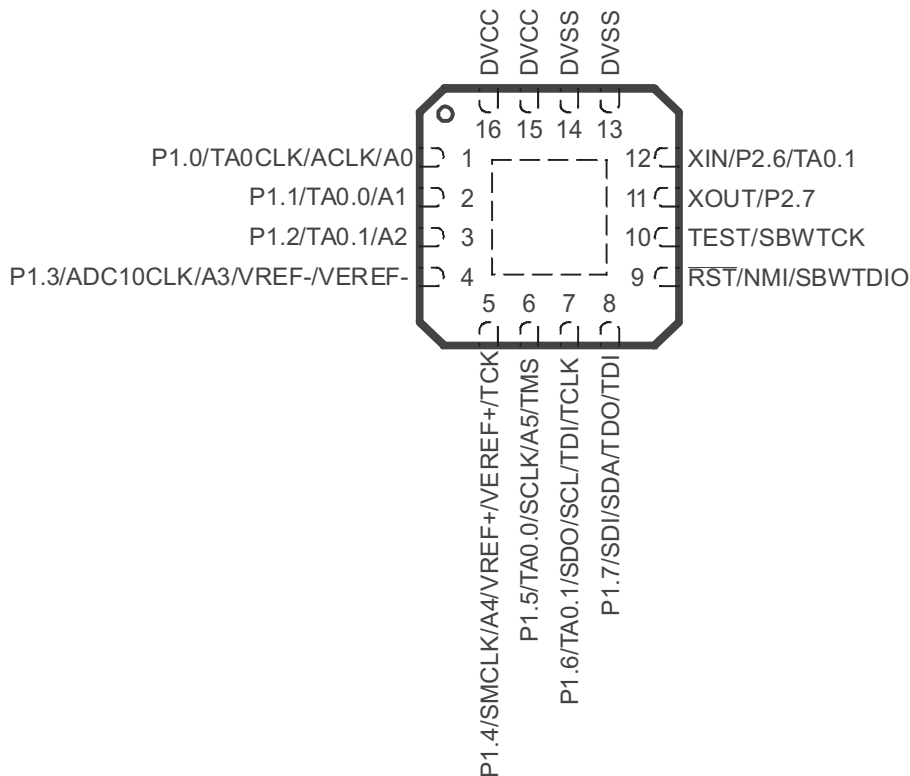 DVCC
DVCC
DVSS
DVSS
16
15
14
13
P1.0/TA0CLK/ACLK/A0
1
12
XIN/P2.6/TA0.1
P1.1/TA0.0/A1
2
11
XOUT/P2.7
P1.2/TA0.1/A2
3
10
TEST/SBWTCK
P1.3/ADC10CLK/A3/VREF-/VEREF-
4
9
RST/NMI/SBWTDIO
5
6
7
8
P1.4/SMCLK/A4/VREF+/VEREF+/TCK
P1.5/TA0.0/SCLK/A5/TMS
P1.6/TA0.1/SDO/SCL/TDI/TCLK
P1.7/SDI/SDA/TDO/TDI